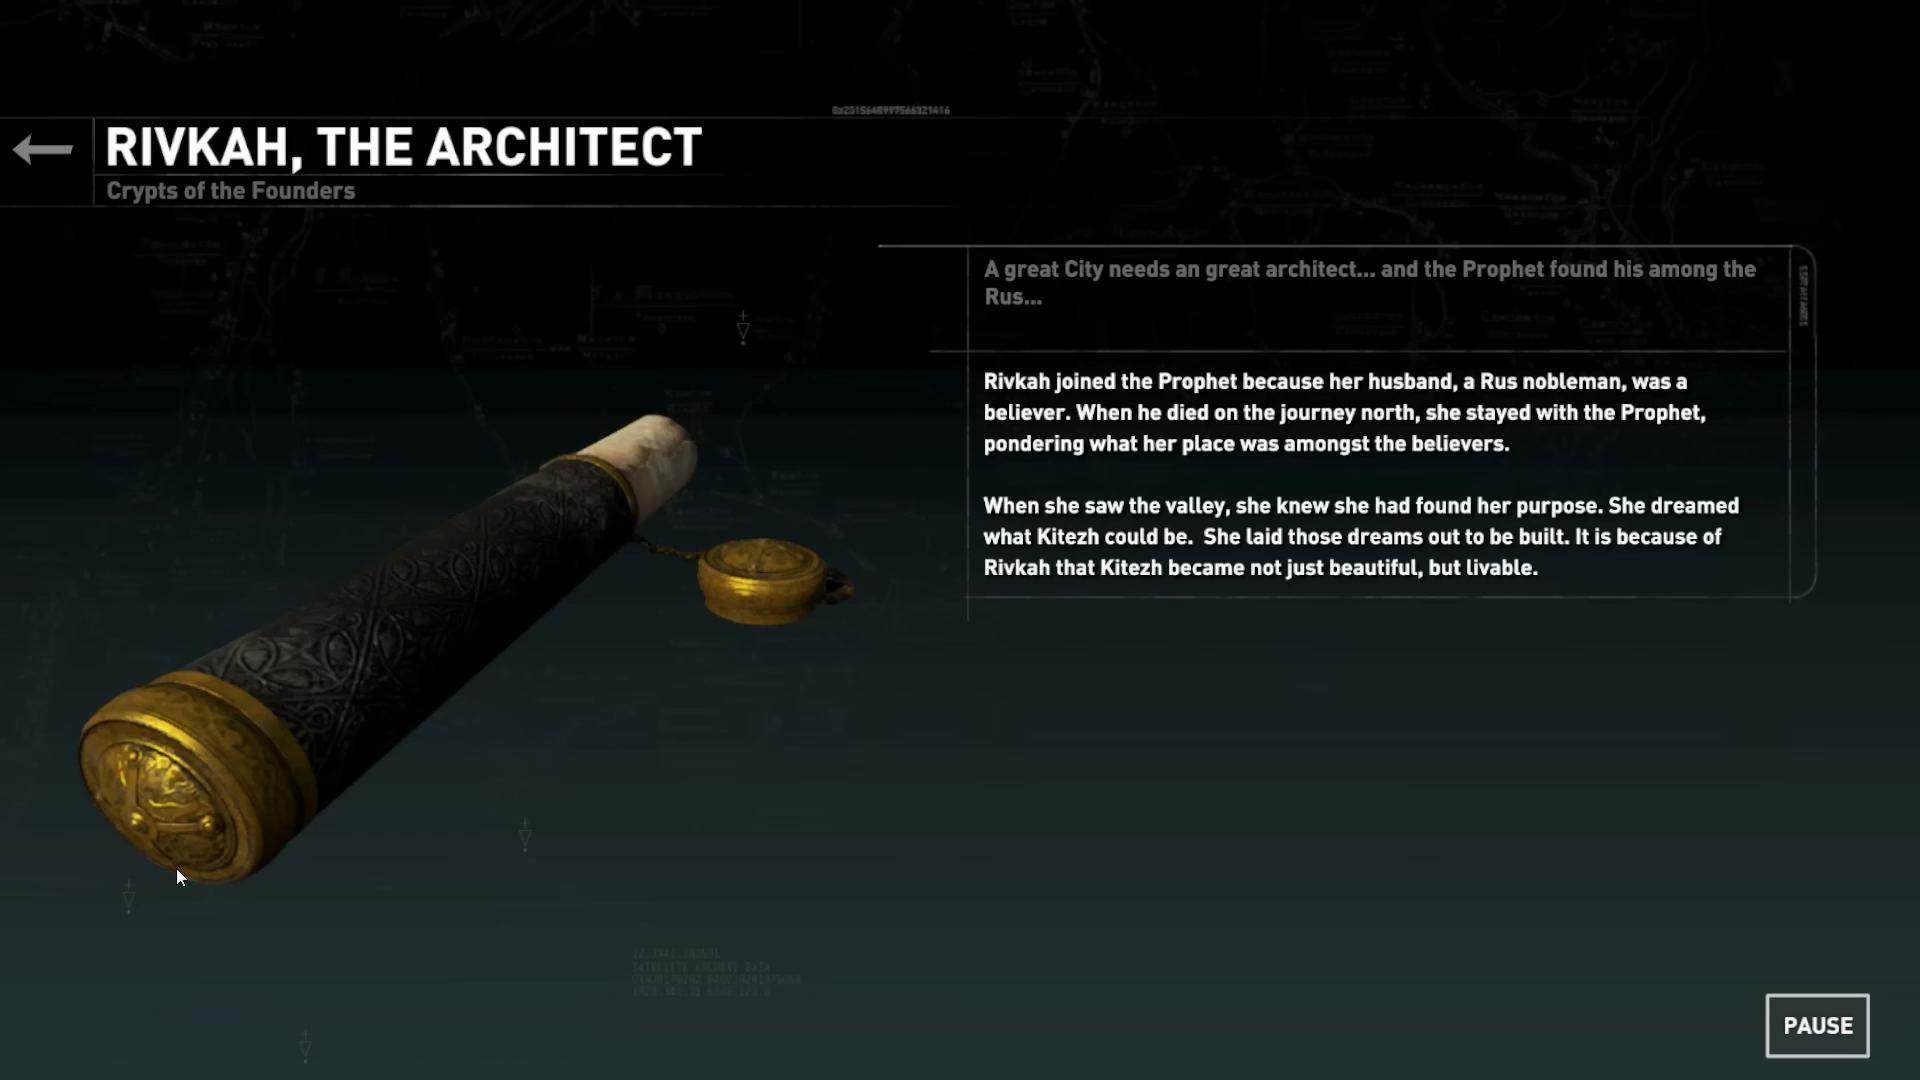 0x2315648997566321416
RIVKAH, THE ARCHITECT
Crypts of the Founders
A great City needs an great architect... and the Prophet found his among the
Rus...
Rivkah joined the Prophet because her husband, a Rus nobleman, was a
believer. When he died on the journey north, she stayed with the Prophet,
pondering what her place was amongst the believers.
When she saw the valley, she knew she had found her purpose. She dreamed
what Kitezh could be.  She laid those dreams out to be built. It is because of
Rivkah that Kitezh became not just beautiful, but livable.
PAUSE